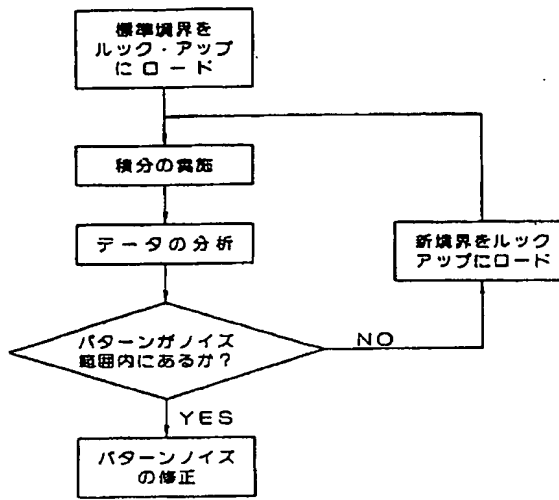 標準境界を
ルック・アップ
にロード
積分の実施
データの分析
新境界をルック
アップにロード
パターンがノイズ
範囲内にあるか？
NO
YES
パターンノイズ
の修正